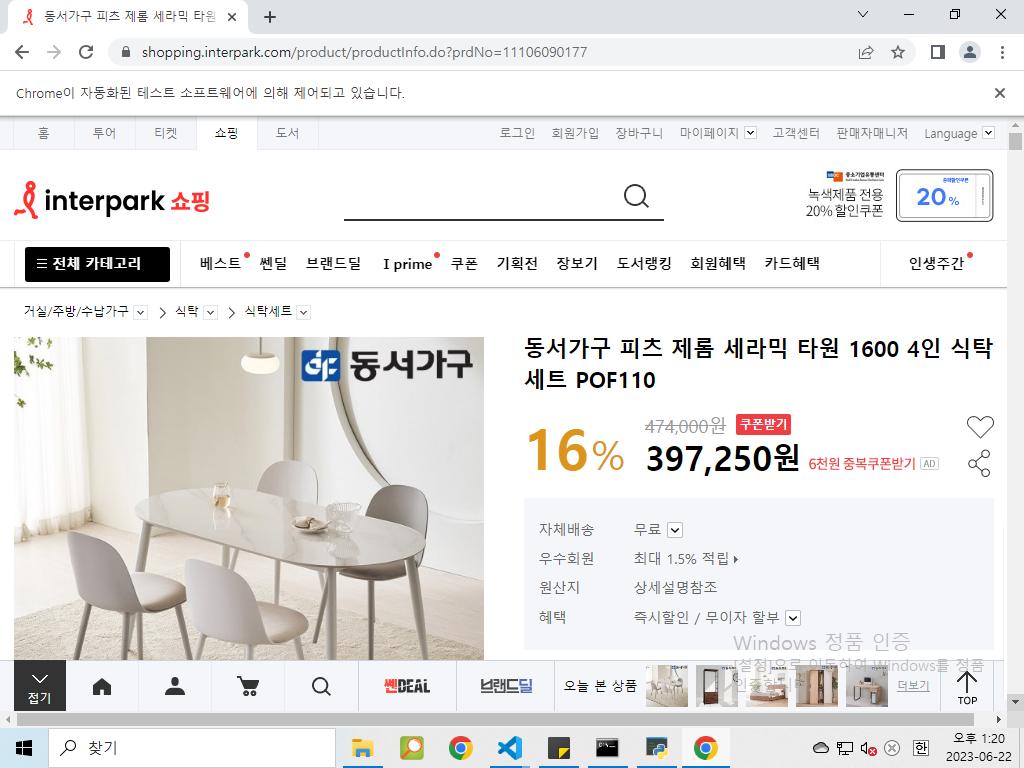 동서가구 피츠 제롬 세라믹 타원
shopping.interpark.com/product/productInfo.do?prdNo=11106090177
Chrome이 자동화된 테스트 소프트웨어에 의해 제어되고 있습니다.
홈 투어 티켓 쇼핑 도서 로그인 회원가입 장바구니 마이페이지 고객센터 판매자매니저 Language
interpark 쇼핑
중소기업유통센터
녹색제품 전용
20% 할인쿠폰
중복할인쿠폰
20%
전체 카테고리 베스트 쎈딜 브랜드딜 I prime 쿠폰 기획전 장보기 도서랭킹 회원혜택 카드혜택 인생주간
거실/주방/수납가구 식탁 식탁세트
동서가구
동서가구 피츠 제롬 세라믹 타원 1600 4인 식탁
세트 POF110
16%
474,000원 쿠폰받기
397,250원 6천원 중복쿠폰받기 AD
자체배송 무료
우수회원 최대 1.5% 적립
원산지 상세설명참조
혜택 즉시할인 / 무이자 할부
Windows 정품 인증
[설정]으로 이동하여 Windows를 정품
접기 쎈DEAL 브랜드딜 오늘 본 상품 더보기 TOP
찾기
한
오후 1:20
2023-06-22